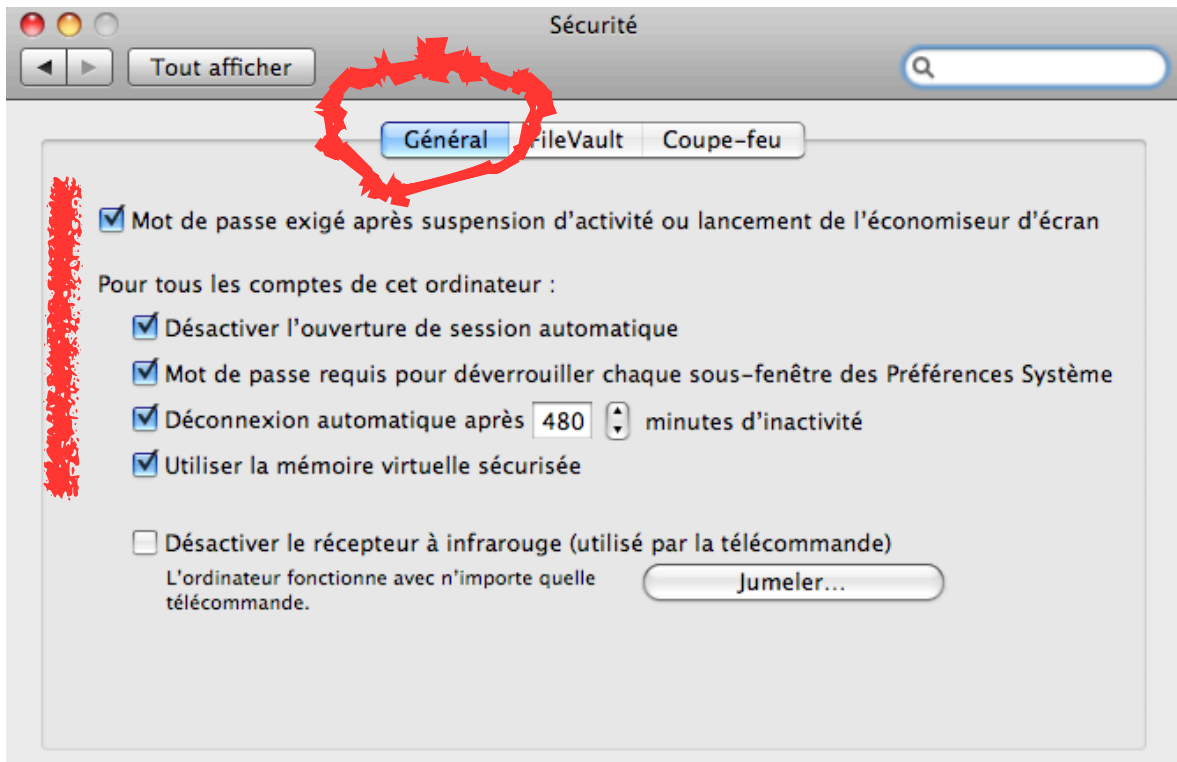 Sécurité
Tout afficher
Général FileVault Coupe-feu
Mot de passe exigé après suspension d'activité ou lancement de l'économiseur d'écran
Pour tous les comptes de cet ordinateur :
Désactiver l'ouverture de session automatique
Mot de passe requis pour déverrouiller chaque sous-fenêtre des Préférences Système
Déconnexion automatique après 480 minutes d'inactivité
Utiliser la mémoire virtuelle sécurisée
Désactiver le récepteur à infrarouge (utilisé par la télécommande)
L'ordinateur fonctionne avec n'importe quelle
télécommande.
Jumeler...